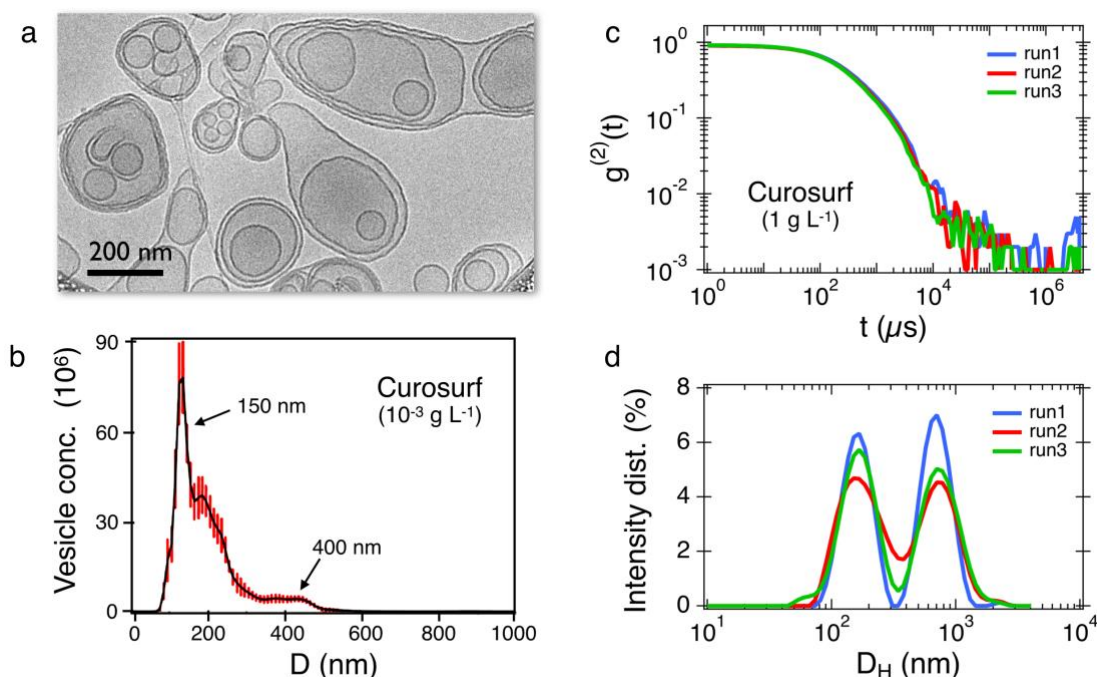 a
200 nm
b
Vesicle conc. (10⁶)
90
60
30
0
Curosurf
(10⁻³ g L⁻¹)
150 nm
400 nm
0 200 400 600 800 1000
D (nm)
c
g⁽²⁾(t)
10⁰
10⁻¹
10⁻²
10⁻³
run1
run2
run3
Curosurf
(1 g L⁻¹)
10⁰ 10² 10⁴ 10⁶
t (µs)
d
Intensity dist. (%)
8
6
4
2
0
run1
run2
run3
10¹ 10² 10³ 10⁴
D_H (nm)